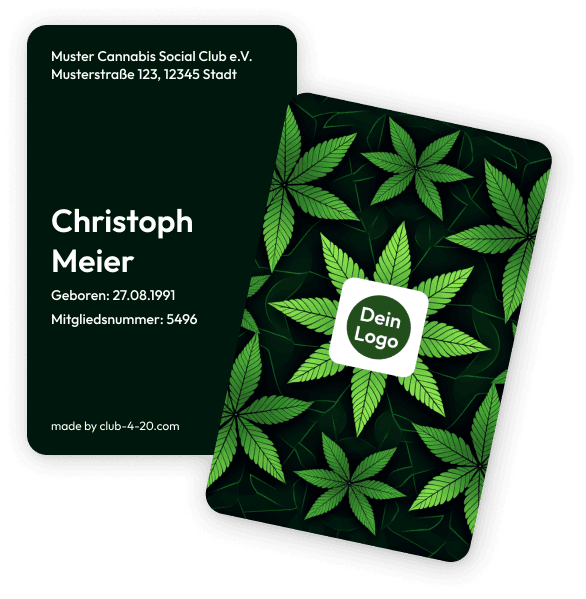 Muster Cannabis Social Club e.V.
Musterstraße 123, 12345 Stadt
Christoph
Meier
Geboren: 27.08.1991
Mitgliedsnummer: 5496
made by club-4-20.com
Dein
Logo